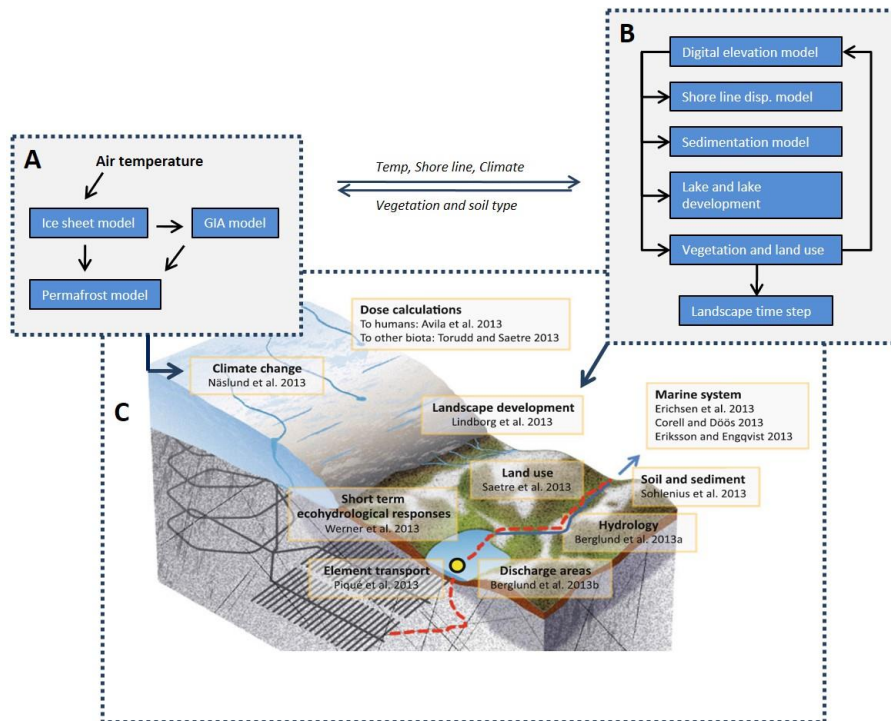 A
Air temperature
Ice sheet model
GIA model
Permafrost model
Temp, Shore line, Climate
Vegetation and soil type
B
Digital elevation model
Shore line disp. model
Sedimentation model
Lake and lake
development
Vegetation and land use
Landscape time step
C
Dose calculations
To humans: Avila et al. 2013
To other biota: Torudd and Saetre 2013
Climate change
Näslund et al. 2013
Landscape development
Lindborg et al. 2013
Marine system
Erichsen et al. 2013
Corell and Döös 2013
Eriksson and Engqvist 2013
Land use
Saetre et al. 2013
Soil and sediment
Sohlenius et al. 2013
Short term
ecohydrological responses
Werner et al. 2013
Hydrology
Berglund et al. 2013a
Element transport
Piqué et al. 2013
Discharge areas
Berglund et al. 2013b